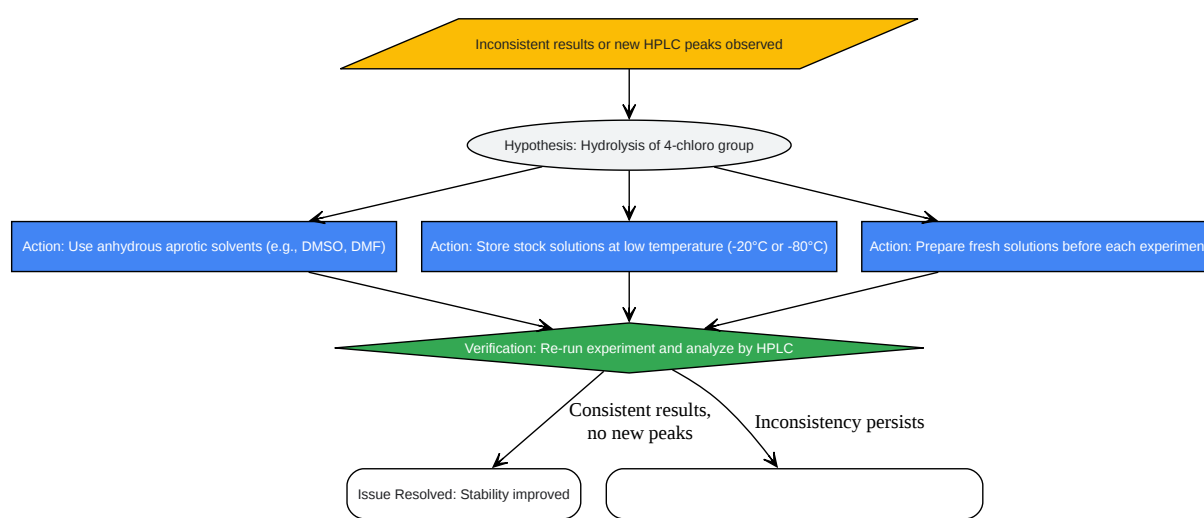 Inconsistent results or new HPLC peaks observed
Hypothesis: Hydrolysis of 4-chloro group
Action: Use anhydrous aprotic solvents (e.g., DMSO, DMF)
Action: Store stock solutions at low temperature (-20°C or -80°C)
Action: Prepare fresh solutions before each experiment
Verification: Re-run experiment and analyze by HPLC
Consistent results,
no new peaks
Inconsistency persists
Issue Resolved: Stability improved